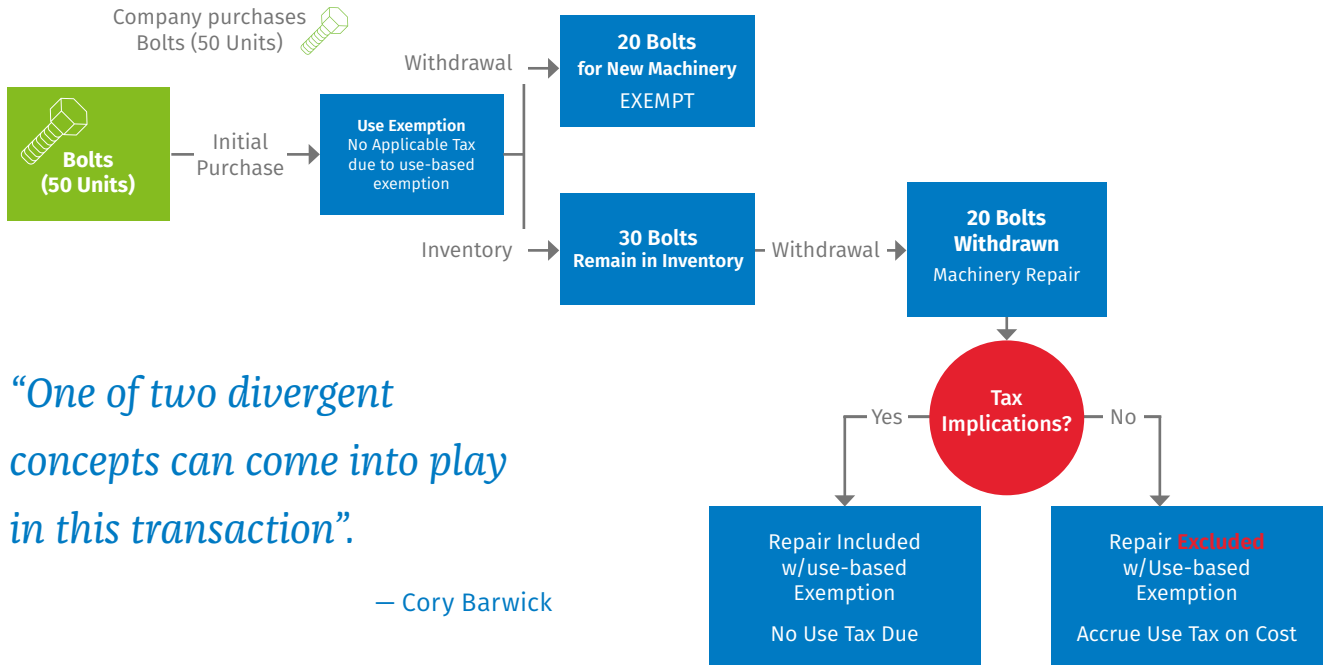 Company purchases
Bolts (50 Units)
Bolts
(50 Units)
Initial
Purchase
Use Exemption
No Applicable Tax
due to use-based
exemption
Withdrawal
20 Bolts
for New Machinery
EXEMPT
Inventory
30 Bolts
Remain in Inventory
Withdrawal
20 Bolts
Withdrawn
Machinery Repair
Tax
Implications?
Yes
No
Repair Included
w/use-based
Exemption
No Use Tax Due
Repair Excluded
w/Use-based
Exemption
Accrue Use Tax on Cost
“One of two divergent
concepts can come into play
in this transaction”.
— Cory Barwick